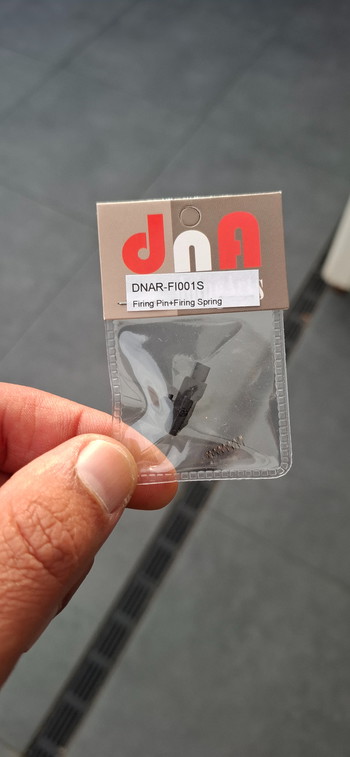 dnA
DNAR-FI001S
Firing Pin+Firing Spring